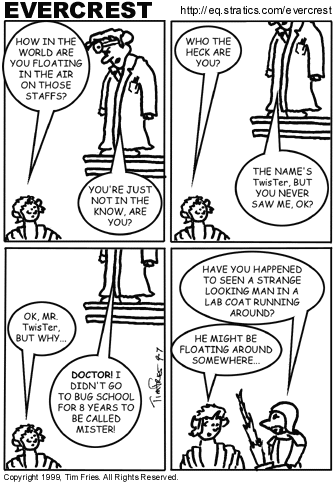 EVERCREST
http://eq.stratics.com/evercrest
HOW IN THE
WORLD ARE
YOU FLOATING
IN THE AIR
ON THOSE
STAFFS?
YOU'RE JUST
NOT IN THE
KNOW, ARE
YOU?
WHO THE
HECK ARE
YOU?
THE NAME'S
TwisTer, BUT
YOU NEVER
SAW ME, OK?
OK, MR.
TwisTer,
BUT WHY...
DOCTOR! I
DIDN'T GO
TO BUG SCHOOL
FOR 8 YEARS TO
BE CALLED
MISTER!
HAVE YOU HAPPENED
TO SEEN A STRANGE
LOOKING MAN IN A
LAB COAT RUNNING
AROUND?
HE MIGHT BE
FLOATING AROUND
SOMEWHERE...
Copyright 1999, Tim Fries. All Rights Reserved.